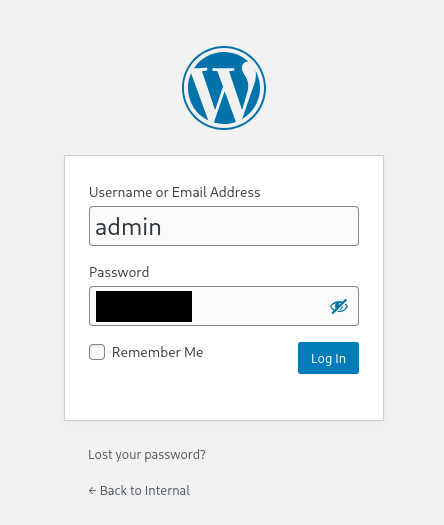 Username or Email Address
admin
Password
Remember Me
Log In
Lost your password?
← Back to Internal